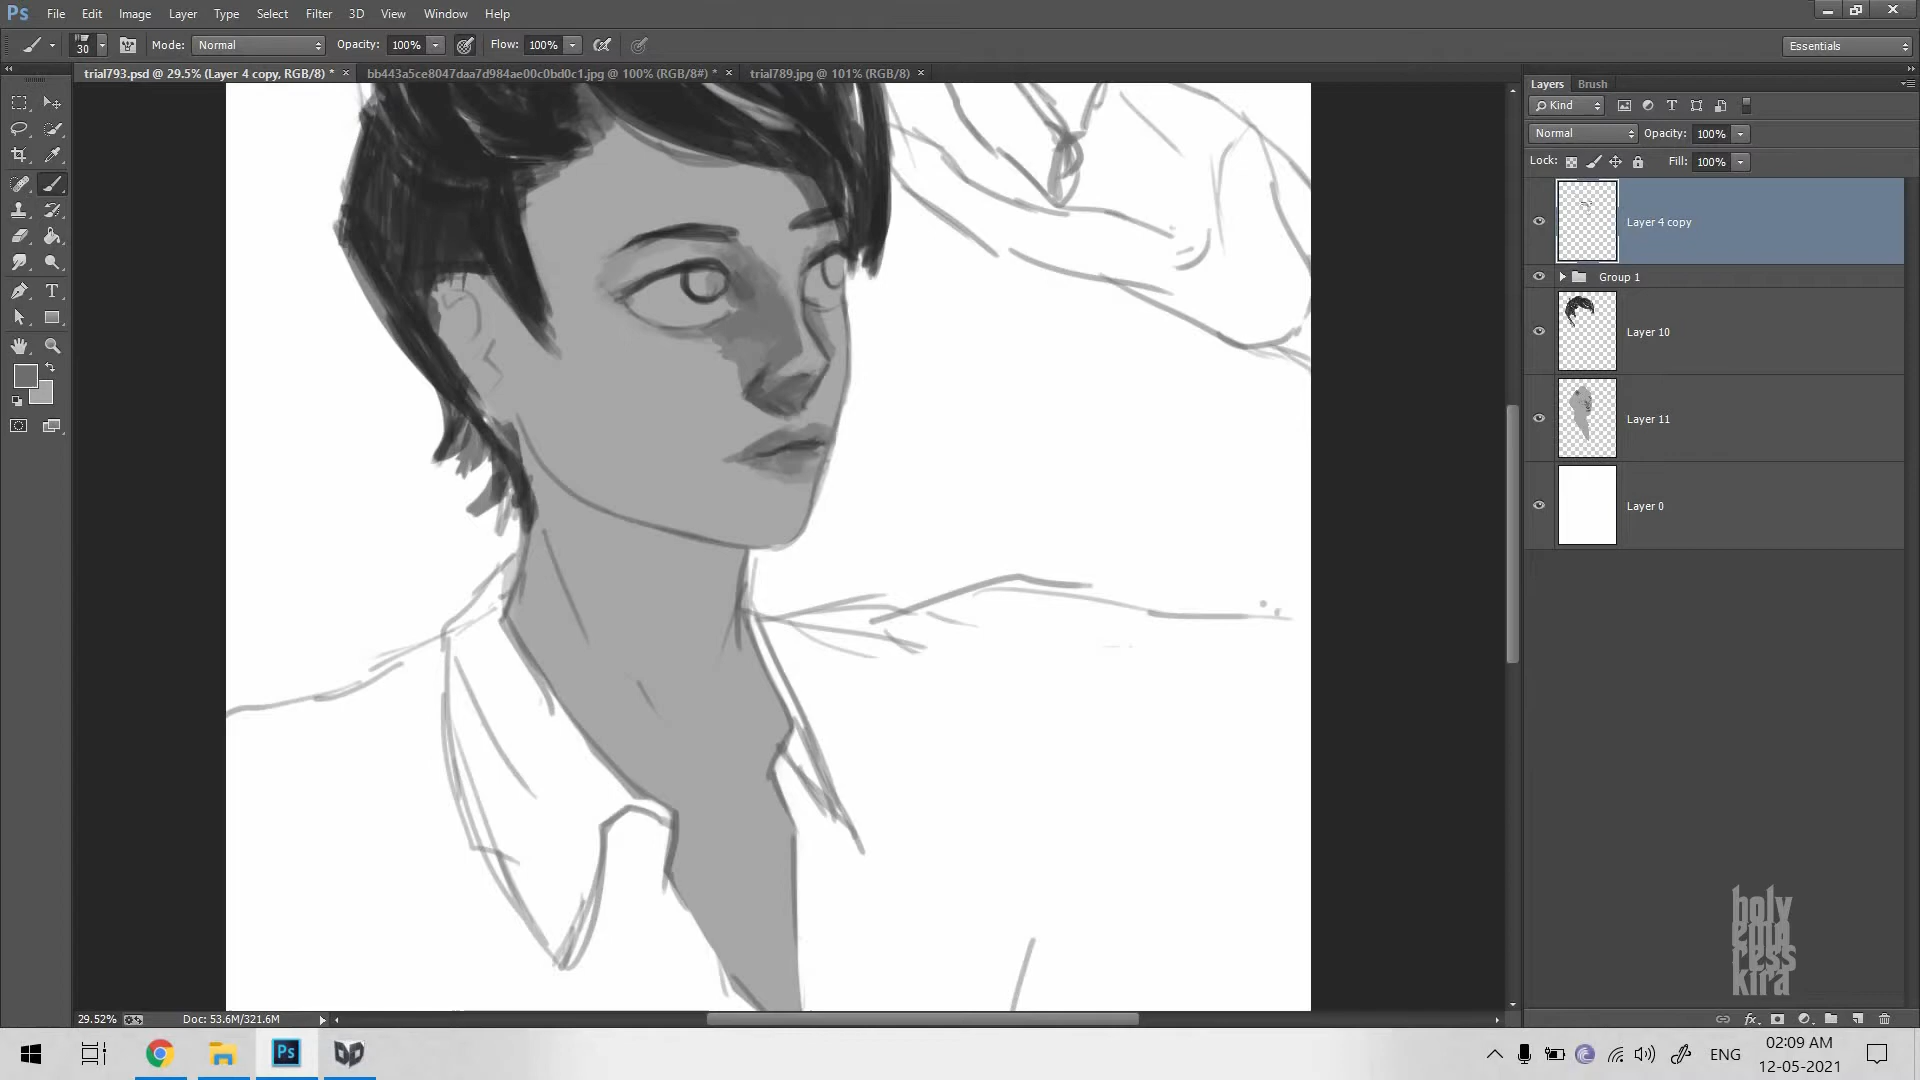 Ps File Edit Image Layer Type Select Filter 3D View Window Help
30 Mode: Normal Opacity: 100% Flow: 100% Essentials
trial793.psd @ 29.5% (Layer 4 copy, RGB/8) * × bb443a5ce8047daa7d984ae00c0bd0c1.jpg @ 100% (RGB/8#) * × trial789.jpg @ 101% (RGB/8) ×
Layers Brush
Kind
Normal Opacity: 100%
Lock: Fill: 100%
Layer 4 copy
Group 1
Layer 10
Layer 11
Layer 0
holy
emp
ress
kira
29.52% Doc: 53.6M/321.6M
Ps ENG 02:09 AM
12-05-2021